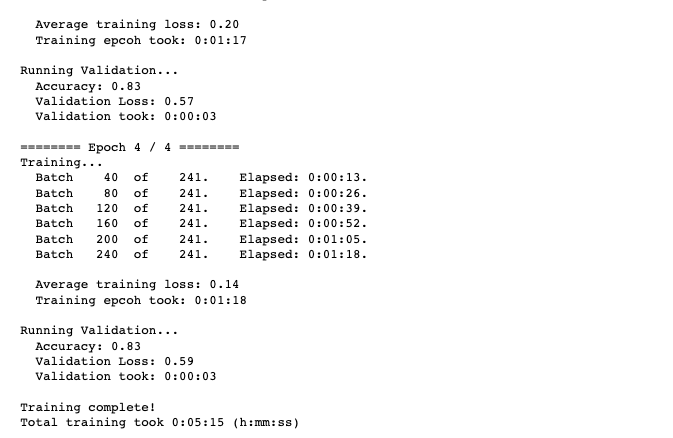 Average training loss: 0.20
Training epcoh took: 0:01:17
Running Validation...
Accuracy: 0.83
Validation Loss: 0.57
Validation took: 0:00:03
======== Epoch 4 / 4 ========
Training...
Batch    40  of    241.    Elapsed: 0:00:13.
Batch    80  of    241.    Elapsed: 0:00:26.
Batch   120  of    241.    Elapsed: 0:00:39.
Batch   160  of    241.    Elapsed: 0:00:52.
Batch   200  of    241.    Elapsed: 0:01:05.
Batch   240  of    241.    Elapsed: 0:01:18.
Average training loss: 0.14
Training epcoh took: 0:01:18
Running Validation...
Accuracy: 0.83
Validation Loss: 0.59
Validation took: 0:00:03
Training complete!
Total training took 0:05:15 (h:mm:ss)